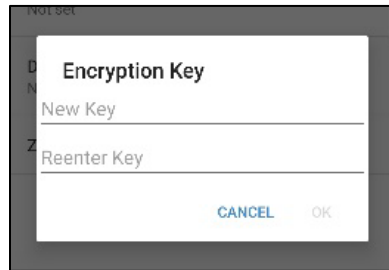 Not set
D
Encryption Key
N
New Key
Z
Reenter Key
CANCEL OK